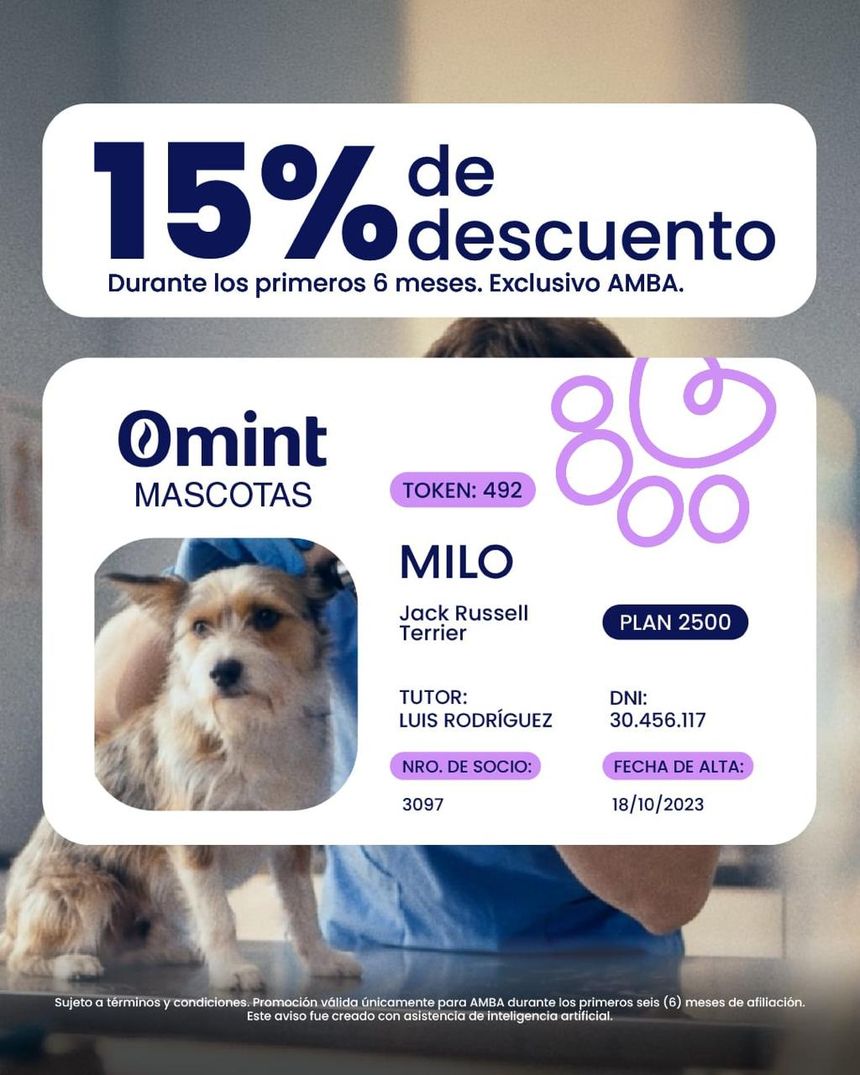 15% de
descuento
Durante los primeros 6 meses. Exclusivo AMBA.
Omint
MASCOTAS
TOKEN: 492
MILO
Jack Russell
Terrier
PLAN 2500
TUTOR:
LUIS RODRÍGUEZ
DNI:
30.456.117
NRO. DE SOCIO:
3097
FECHA DE ALTA:
18/10/2023
Sujeto a términos y condiciones. Promoción válida únicamente para AMBA durante los primeros seis (6) meses de afiliación.
Este aviso fue creado con asistencia de inteligencia artificial.